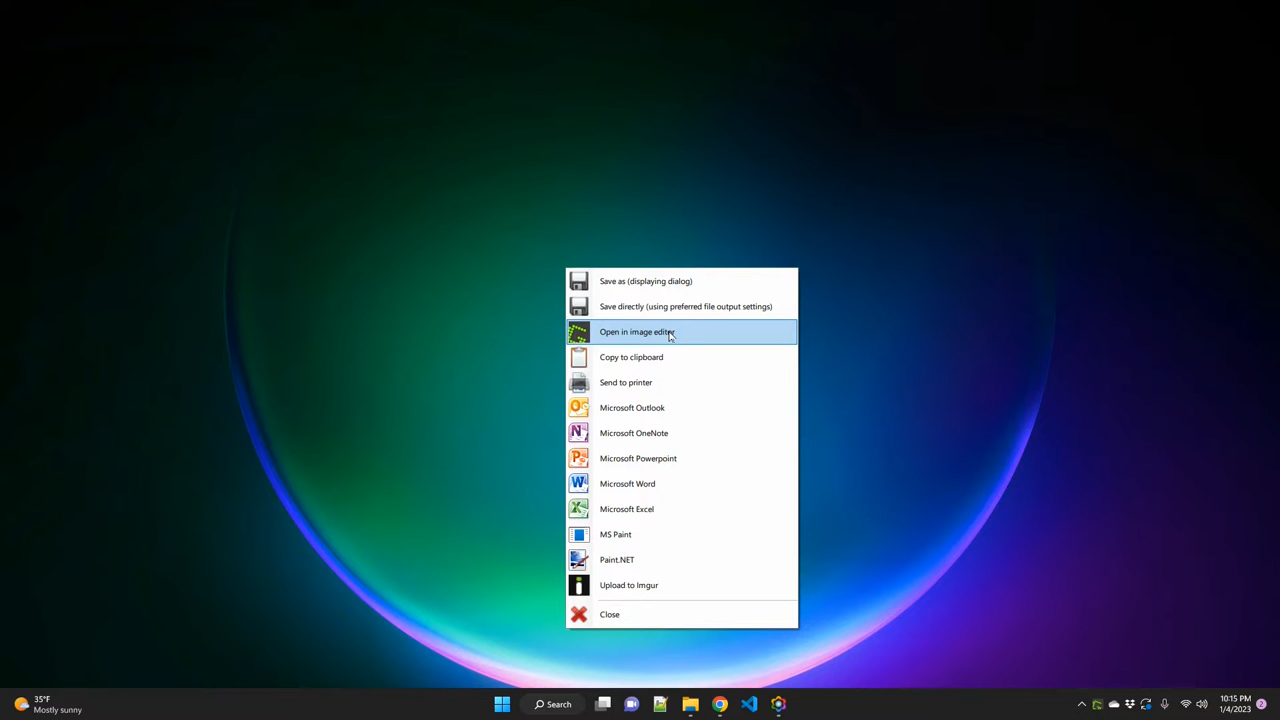 Save as (displaying dialog)
Save directly (using preferred file output settings)
Open in image editor
Copy to clipboard
Send to printer
Microsoft Outlook
Microsoft OneNote
Microsoft Powerpoint
Microsoft Word
Microsoft Excel
MS Paint
Paint.NET
Upload to Imgur
Close
35°F
Mostly sunny
Search
10:15 PM
1/4/2023
2